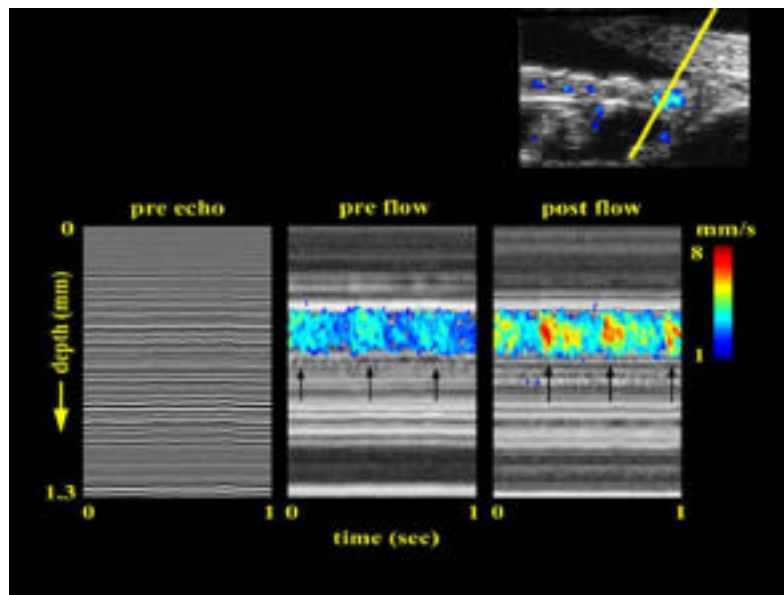 pre echo
pre flow
post flow
mm/s
0
8
depth (mm)
1
1.3
0
1
0
1
0
1
time (sec)